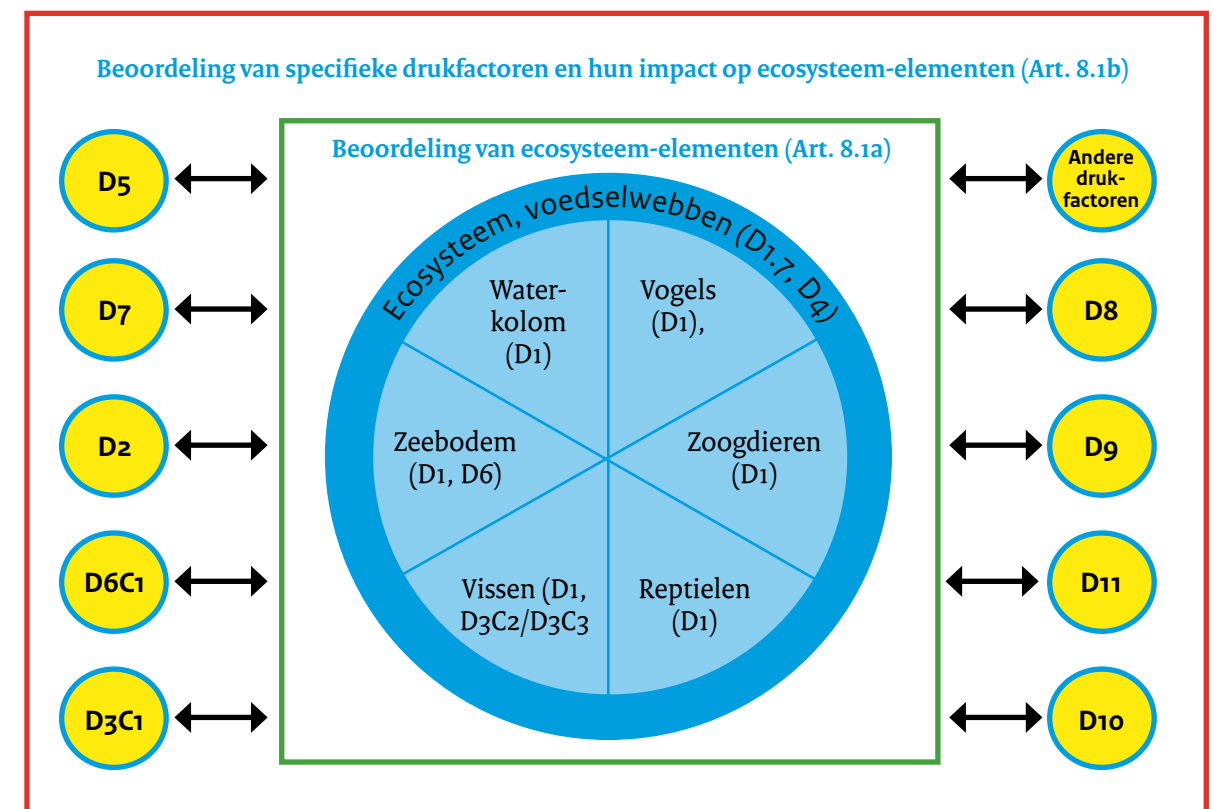 Beoordeling van specifieke drukfactoren en hun impact op ecosysteem-elementen (Art. 8.1b)
Beoordeling van ecosysteem-elementen (Art. 8.1a)
D5
D7
D2
D6C1
D3C1
Ecosysteem, voedselwebben (D1.7, D4)
Water-
kolom
(D1)
Vogels
(D1),
Zeebodem
(D1, D6)
Zoogdieren
(D1)
Vissen (D1,
D3C2/D3C3
Reptielen
(D1)
Andere
druk-
factoren
D8
D9
D11
D10